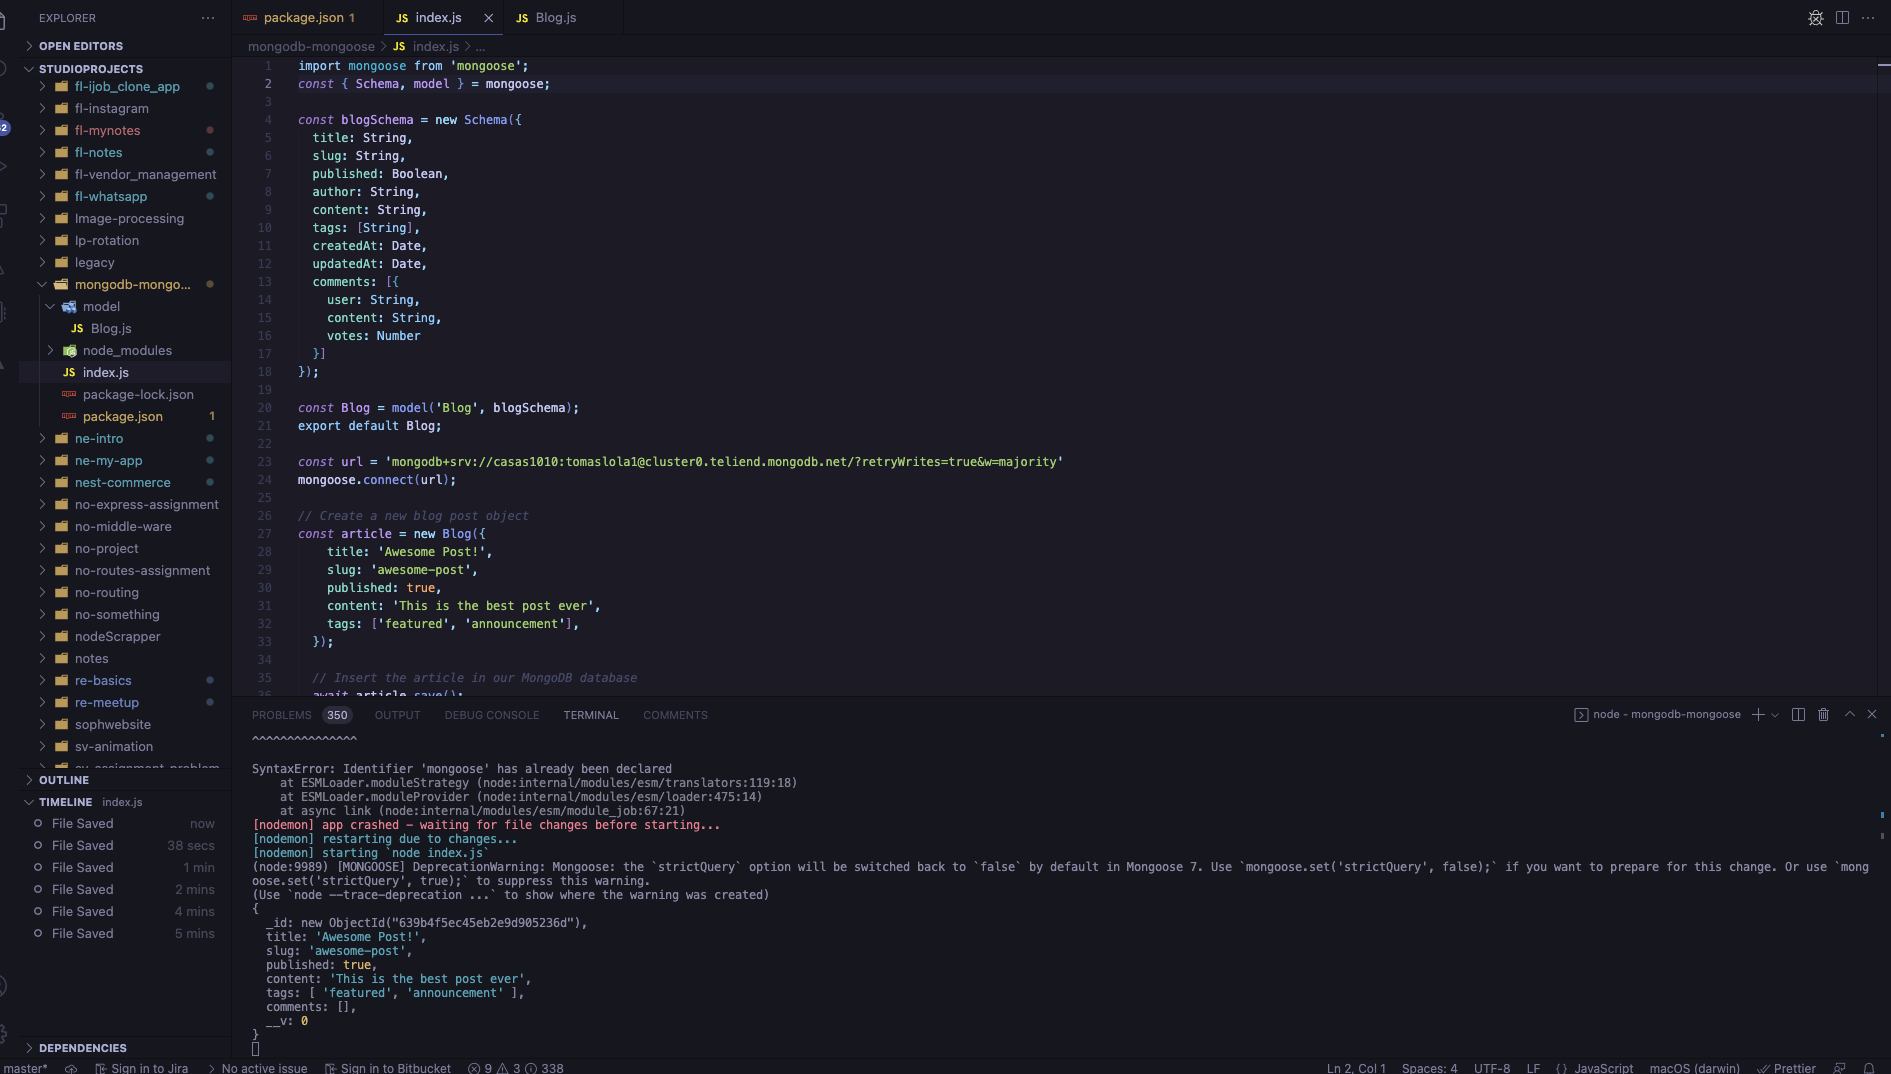 EXPLORER
OPEN EDITORS
STUDIOPROJECTS
fl-ijob_clone_app
fl-instagram
fl-mynotes
fl-notes
fl-vendor_management
fl-whatsapp
Image-processing
lp-rotation
legacy
mongodb-mongo...
model
JS Blog.js
node_modules
JS index.js
package-lock.json
package.json 1
ne-intro
ne-my-app
nest-commerce
no-express-assignment
no-middle-ware
no-project
no-routes-assignment
no-routing
no-something
nodeScrapper
notes
re-basics
re-meetup
sophwebsite
sv-animation
sv-assignment-problem
OUTLINE
TIMELINE index.js
File Saved now
File Saved 38 secs
File Saved 1 min
File Saved 2 mins
File Saved 4 mins
File Saved 5 mins
DEPENDENCIES
package.json 1
JS index.js
JS Blog.js
mongodb-mongoose > JS index.js > ...
1 import mongoose from 'mongoose';
2 const { Schema, model } = mongoose;
3
4 const blogSchema = new Schema({
5 title: String,
6 slug: String,
7 published: Boolean,
8 author: String,
9 content: String,
10 tags: [String],
11 createdAt: Date,
12 updatedAt: Date,
13 comments: [{
14 user: String,
15 content: String,
16 votes: Number
17 }]
18 });
19
20 const Blog = model('Blog', blogSchema);
21 export default Blog;
22
23 const url = 'mongodb+srv://casas1010:tomaslola1@cluster0.teliend.mongodb.net/?retryWrites=true&w=majority'
24 mongoose.connect(url);
25
26 // Create a new blog post object
27 const article = new Blog({
28 title: 'Awesome Post!',
29 slug: 'awesome-post',
30 published: true,
31 content: 'This is the best post ever',
32 tags: ['featured', 'announcement'],
33 });
34
35 // Insert the article in our MongoDB database
36 await article.save();
PROBLEMS 350 OUTPUT DEBUG CONSOLE TERMINAL COMMENTS
node - mongodb-mongoose
^^^^^^^^^^^^^^^
SyntaxError: Identifier 'mongoose' has already been declared
at ESMLoader.moduleStrategy (node:internal/modules/esm/translators:119:18)
at ESMLoader.moduleProvider (node:internal/modules/esm/loader:475:14)
at async link (node:internal/modules/esm/module_job:67:21)
[nodemon] app crashed - waiting for file changes before starting...
[nodemon] restarting due to changes...
[nodemon] starting `node index.js`
(node:9989) [MONGOOSE] DeprecationWarning: Mongoose: the `strictQuery` option will be switched back to `false` by default in Mongoose 7. Use `mongoose.set('strictQuery', false);` if you want to prepare for this change. Or use `mong
oose.set('strictQuery', true);` to suppress this warning.
(Use `node --trace-deprecation ...` to show where the warning was created)
{
_id: new ObjectId("639b4f5ec45eb2e9d905236d"),
title: 'Awesome Post!',
slug: 'awesome-post',
published: true,
content: 'This is the best post ever',
tags: [ 'featured', 'announcement' ],
comments: [],
__v: 0
}
master* Sign in to Jira No active issue Sign in to Bitbucket 9 3 338
Ln 2, Col 1 Spaces: 4 UTF-8 LF {} JavaScript macOS (darwin) Prettier